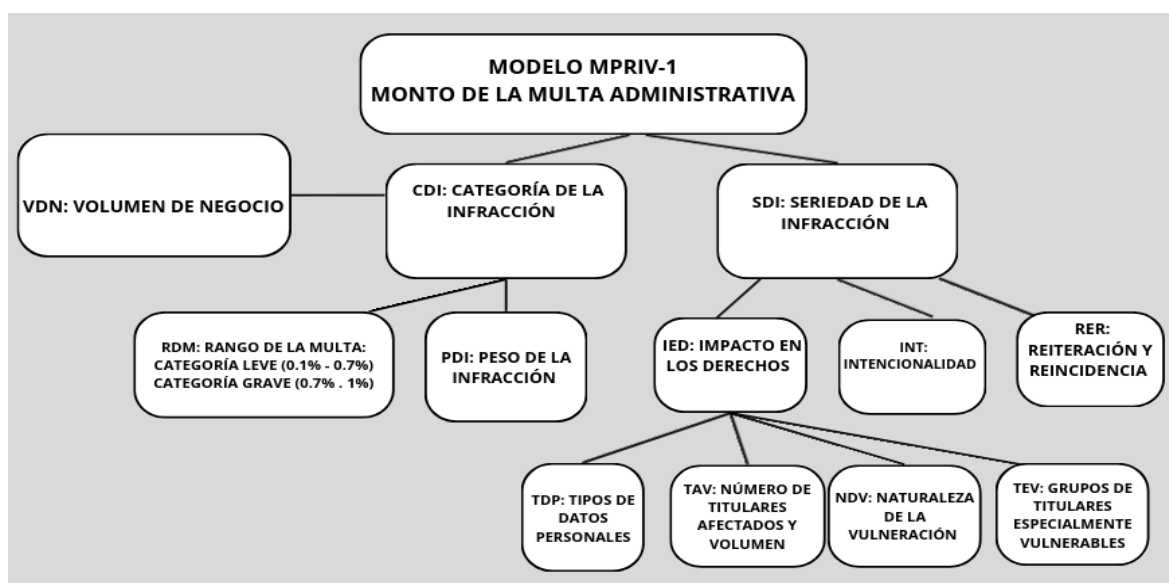 MODELO MPRIV-1
MONTO DE LA MULTA ADMINISTRATIVA
VDN: VOLUMEN DE NEGOCIO
CDI: CATEGORÍA DE LA
INFRACCIÓN
SDI: SERIEDAD DE LA
INFRACCIÓN
RDM: RANGO DE LA MULTA:
CATEGORÍA LEVE (0.1% - 0.7%)
CATEGORÍA GRAVE (0.7% . 1%)
PDI: PESO DE LA
INFRACCIÓN
IED: IMPACTO EN
LOS DERECHOS
INT:
INTENCIONALIDAD
RER:
REITERACIÓN Y
REINCIDENCIA
TDP: TIPOS DE
DATOS
PERSONALES
TAV: NÚMERO DE
TITULARES
AFECTADOS Y
VOLUMEN
NDV: NATURALEZA
DE LA
VULNERACIÓN
TEV: GRUPOS DE
TITULARES
ESPECIALMENTE
VULNERABLES